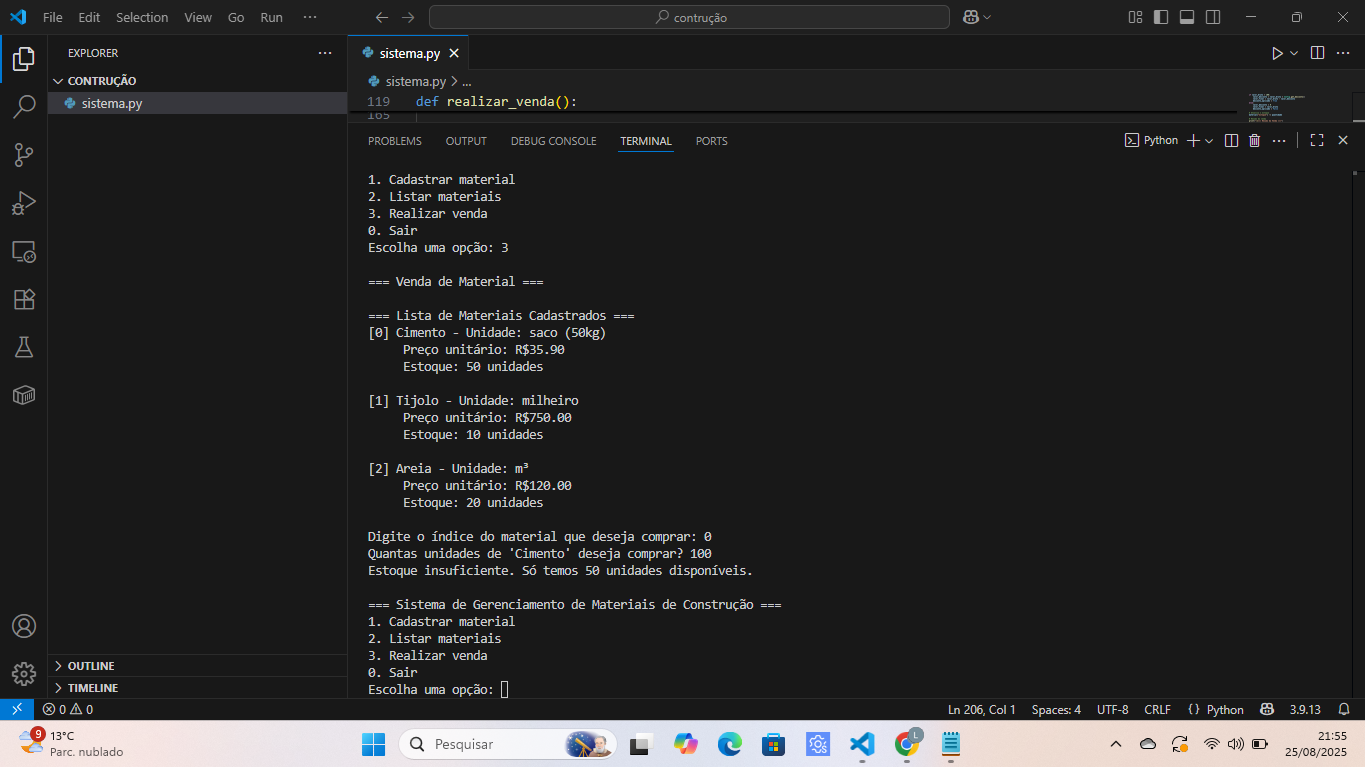 File Edit Selection View Go Run ...
contrução
EXPLORER
CONTRUÇÃO
sistema.py
OUTLINE
TIMELINE
sistema.py
sistema.py > ...
119 def realizar_venda():
165
PROBLEMS OUTPUT DEBUG CONSOLE TERMINAL PORTS
Python
1. Cadastrar material
2. Listar materiais
3. Realizar venda
0. Sair
Escolha uma opção: 3
=== Venda de Material ===
=== Lista de Materiais Cadastrados ===
[0] Cimento - Unidade: saco (50kg)
Preço unitário: R$35.90
Estoque: 50 unidades
[1] Tijolo - Unidade: milheiro
Preço unitário: R$750.00
Estoque: 10 unidades
[2] Areia - Unidade: m³
Preço unitário: R$120.00
Estoque: 20 unidades
Digite o índice do material que deseja comprar: 0
Quantas unidades de 'Cimento' deseja comprar? 100
Estoque insuficiente. Só temos 50 unidades disponíveis.
=== Sistema de Gerenciamento de Materiais de Construção ===
1. Cadastrar material
2. Listar materiais
3. Realizar venda
0. Sair
Escolha uma opção:
0 0 Ln 206, Col 1 Spaces: 4 UTF-8 CRLF {} Python 3.9.13
9
13°C
Parc. nublado
Pesquisar
L
21:55
25/08/2025